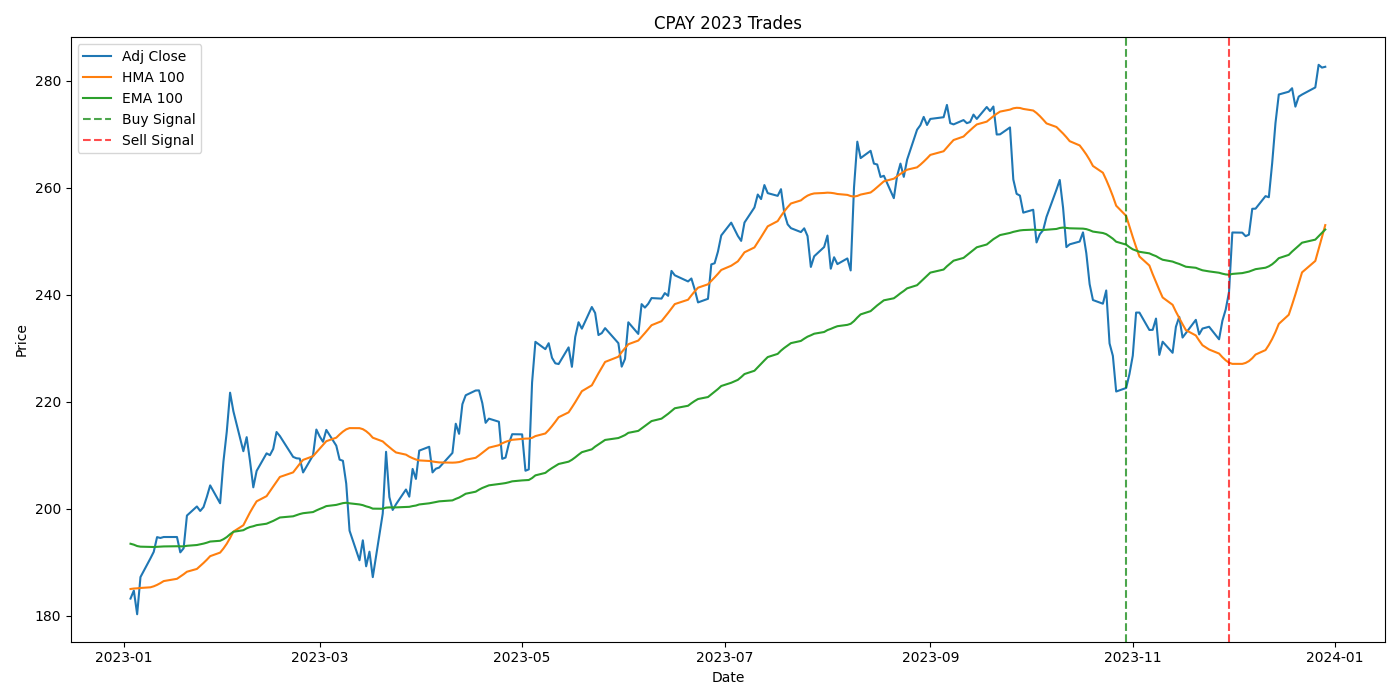 CPAY 2023 Trades
Adj Close
HMA 100
EMA 100
Buy Signal
Sell Signal
Price
280
260
240
220
200
180
2023-01 2023-03 2023-05 2023-07 2023-09 2023-11 2024-01
Date